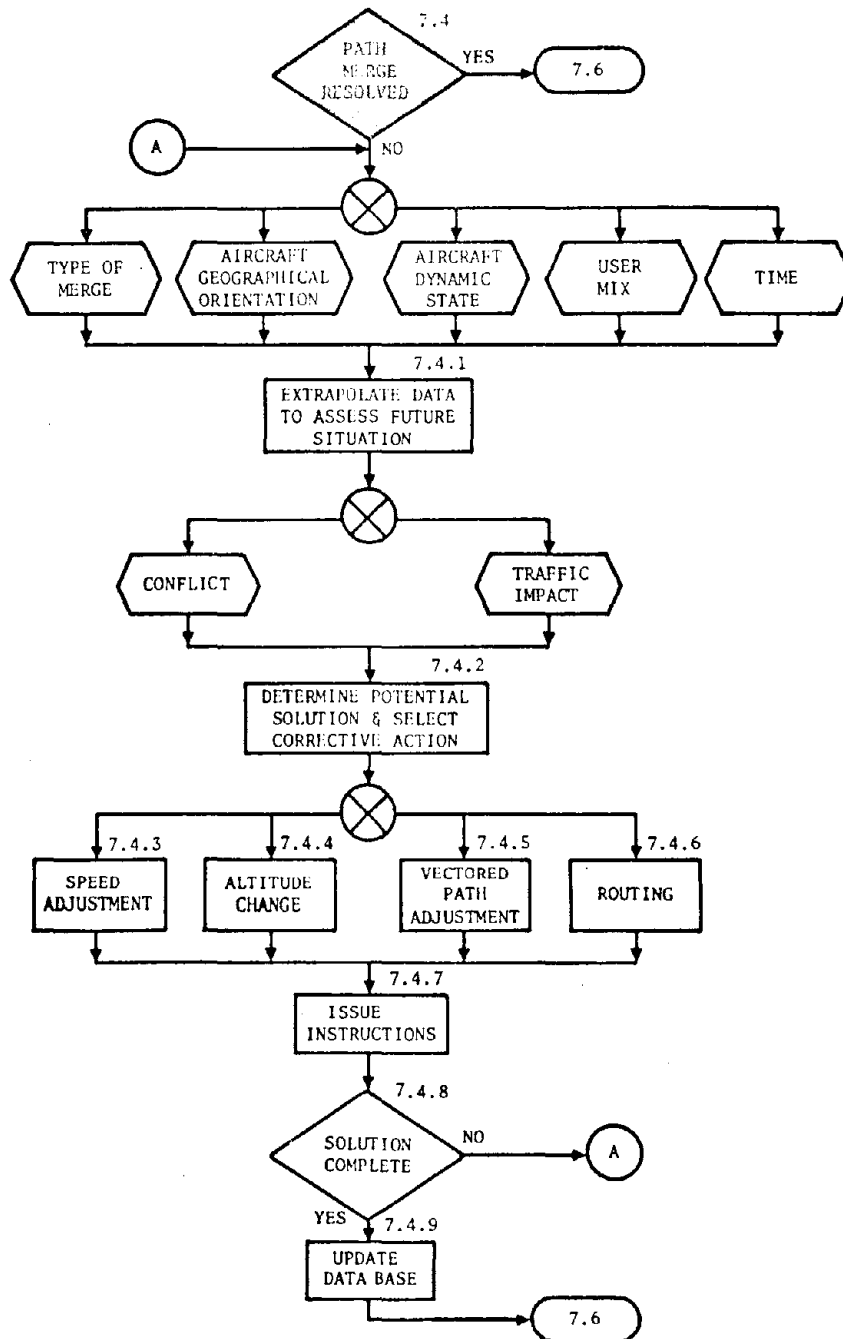 7.4
PATH
MERGE
RESOLVED
YES
7.6
A
NO
TYPE OF
MERGE
AIRCRAFT
GEOGRAPHICAL
ORIENTATION
AIRCRAFT
DYNAMIC
STATE
USER
MIX
TIME
7.4.1
EXTRAPOLATE DATA
TO ASSESS FUTURE
SITUATION
CONFLICT
TRAFFIC
IMPACT
7.4.2
DETERMINE POTENTIAL
SOLUTION & SELECT
CORRECTIVE ACTION
7.4.3
SPEED
ADJUSTMENT
7.4.4
ALTITUDE
CHANGE
7.4.5
VECTORED
PATH
ADJUSTMENT
7.4.6
ROUTING
7.4.7
ISSUE
INSTRUCTIONS
7.4.8
SOLUTION
COMPLETE
NO
A
YES
7.4.9
UPDATE
DATA BASE
7.6